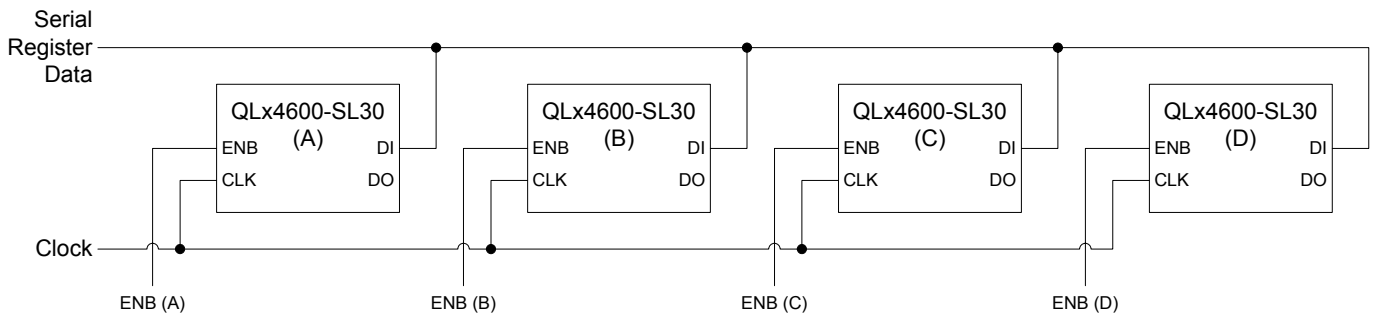 Serial
Register
Data
QLx4600-SL30
(A)
ENB
DI
CLK
DO
QLx4600-SL30
(B)
ENB
DI
CLK
DO
QLx4600-SL30
(C)
ENB
DI
CLK
DO
QLx4600-SL30
(D)
ENB
DI
CLK
DO
Clock
ENB (A)
ENB (B)
ENB (C)
ENB (D)